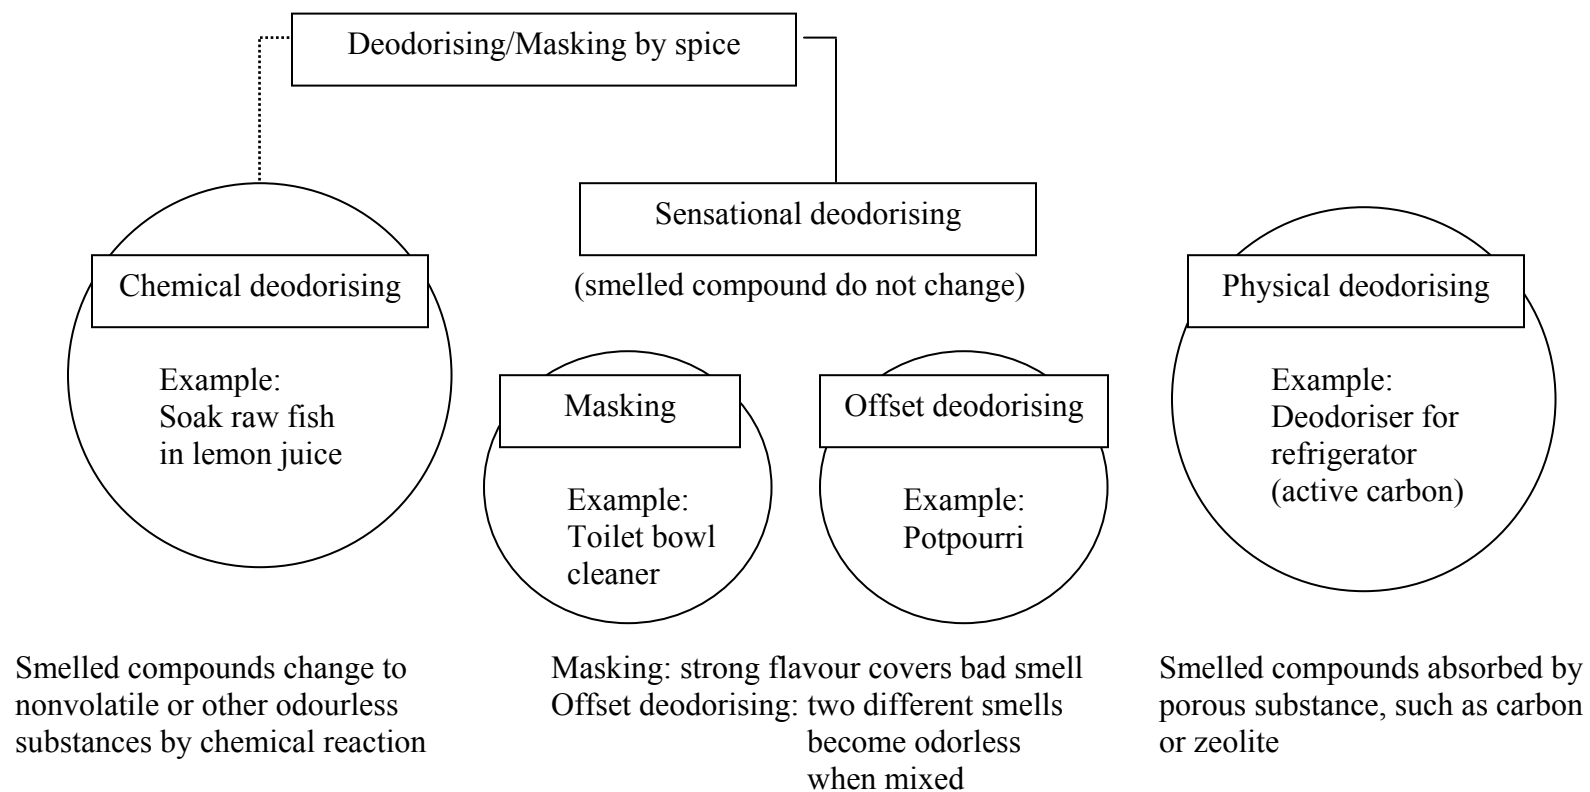 Deodorising/Masking by spice
Sensational deodorising
(smelled compound do not change)
Chemical deodorising
Example:
Soak raw fish
in lemon juice
Masking
Example:
Toilet bowl
cleaner
Offset deodorising
Example:
Potpourri
Physical deodorising
Example:
Deodoriser for
refrigerator
(active carbon)
Smelled compounds change to
nonvolatile or other odourless
substances by chemical reaction
Masking: strong flavour covers bad smell
Offset deodorising: two different smells
become odorless
when mixed
Smelled compounds absorbed by
porous substance, such as carbon
or zeolite